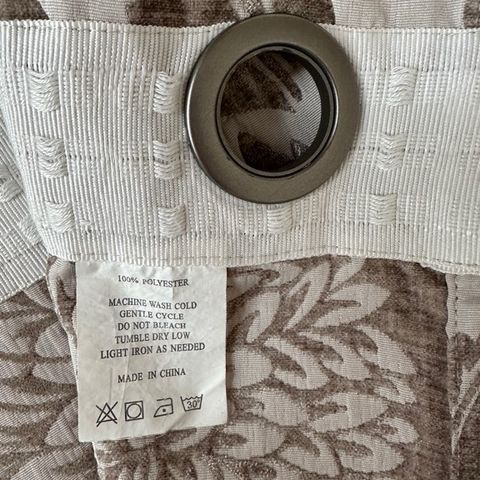 100% POLYESTER
MACHINE WASH COLD
GENTLE CYCLE
DO NOT BLEACH
TUMBLE DRY LOW
LIGHT IRON AS NEEDED
MADE IN CHINA
30°